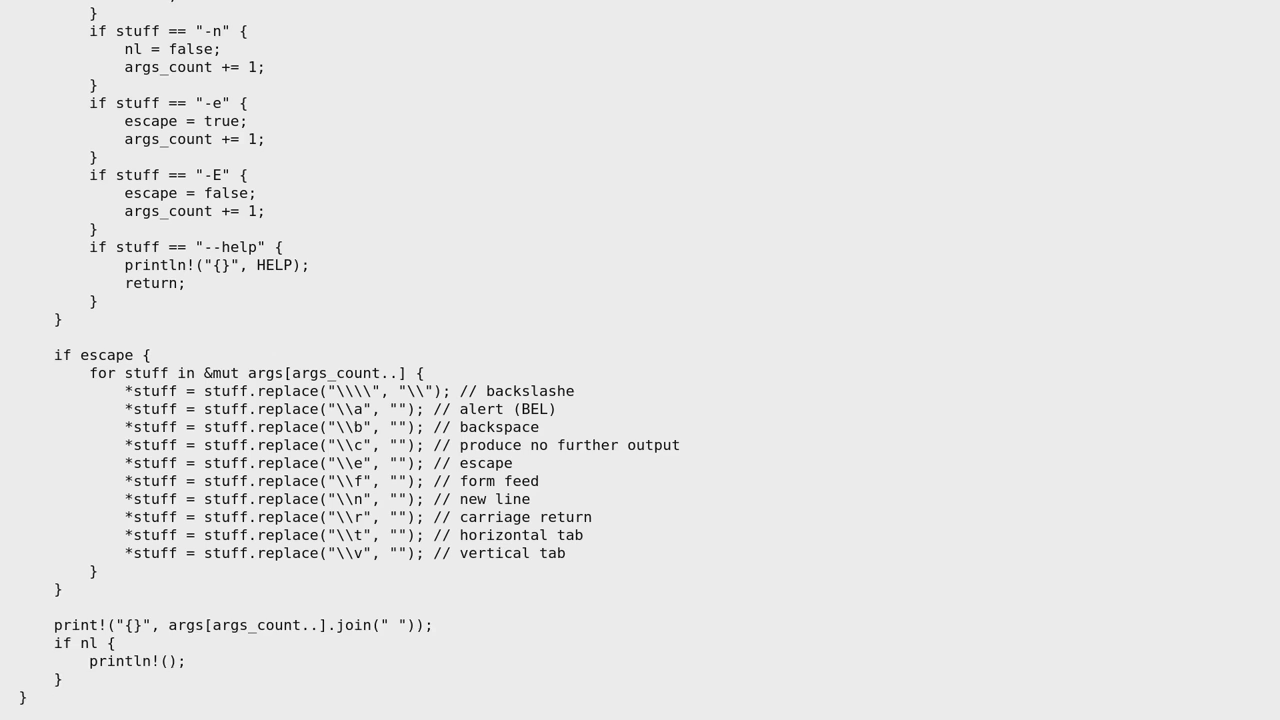 }
        if stuff == "-n" {
            nl = false;
            args_count += 1;
        }
        if stuff == "-e" {
            escape = true;
            args_count += 1;
        }
        if stuff == "-E" {
            escape = false;
            args_count += 1;
        }
        if stuff == "--help" {
            println!("{}", HELP);
            return;
        }
    }

    if escape {
        for stuff in &mut args[args_count..] {
            *stuff = stuff.replace("\\\\", "\\"); // backslashe
            *stuff = stuff.replace("\\a", ""); // alert (BEL)
            *stuff = stuff.replace("\\b", ""); // backspace
            *stuff = stuff.replace("\\c", ""); // produce no further output
            *stuff = stuff.replace("\\e", ""); // escape
            *stuff = stuff.replace("\\f", ""); // form feed
            *stuff = stuff.replace("\\n", ""); // new line
            *stuff = stuff.replace("\\r", ""); // carriage return
            *stuff = stuff.replace("\\t", ""); // horizontal tab
            *stuff = stuff.replace("\\v", ""); // vertical tab
        }
    }

    print!("{}", args[args_count..].join(" "));
    if nl {
        println!();
    }
}